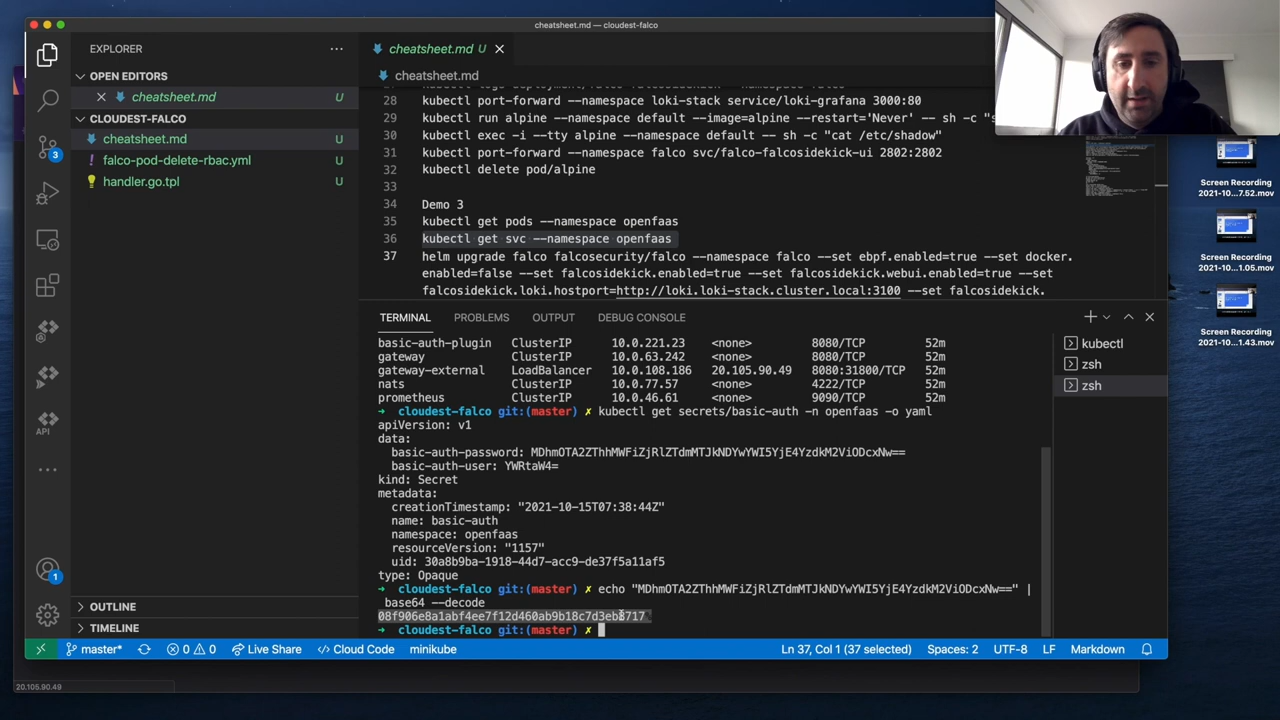 cheatsheet.md — cloudest-falco
EXPLORER
OPEN EDITORS
cheatsheet.md U
CLOUDEST-FALCO
cheatsheet.md U
falco-pod-delete-rbac.yml U
handler.go.tpl U
OUTLINE
TIMELINE
3
API
1
cheatsheet.md U
cheatsheet.md
28 kubectl port-forward --namespace loki-stack service/loki-grafana 3000:80
29 kubectl run alpine --namespace default --image=alpine --restart='Never' -- sh -c "s
30 kubectl exec -i --tty alpine --namespace default -- sh -c "cat /etc/shadow"
31 kubectl port-forward --namespace falco svc/falco-falcosidekick-ui 2802:2802
32 kubectl delete pod/alpine
33
34 Demo 3
35 kubectl get pods --namespace openfaas
36 kubectl get svc --namespace openfaas
37 helm upgrade falco falcosecurity/falco --namespace falco --set ebpf.enabled=true --set docker.
enabled=false --set falcosidekick.enabled=true --set falcosidekick.webui.enabled=true --set
falcosidekick.loki.hostport=http://loki.loki-stack.cluster.local:3100 --set falcosidekick.
TERMINAL PROBLEMS OUTPUT DEBUG CONSOLE
basic-auth-plugin ClusterIP 10.0.221.23 <none> 8080/TCP 52m
gateway ClusterIP 10.0.63.242 <none> 8080/TCP 52m
gateway-external LoadBalancer 10.0.108.186 20.105.90.49 8080:31800/TCP 52m
nats ClusterIP 10.0.77.57 <none> 4222/TCP 52m
prometheus ClusterIP 10.0.46.61 <none> 9090/TCP 52m
➜ cloudest-falco git:(master) ✗ kubectl get secrets/basic-auth -n openfaas -o yaml
apiVersion: v1
data:
basic-auth-password: MDhmOTA2ZThhMWFiZjRlZTdmMTJkNDYwYWI5YjE4YzdkM2ViODcxNw==
basic-auth-user: YWRtaW4=
kind: Secret
metadata:
creationTimestamp: "2021-10-15T07:38:44Z"
name: basic-auth
namespace: openfaas
resourceVersion: "1157"
uid: 30a8b9ba-1918-44d7-acc9-de37f5a11af5
type: Opaque
➜ cloudest-falco git:(master) ✗ echo "MDhmOTA2ZThhMWFiZjRlZTdmMTJkNDYwYWI5YjE4YzdkM2ViODcxNw==" |
base64 --decode
08f906e8a1abf4ee7f12d460ab9b18c7d3eb8717
➜ cloudest-falco git:(master) ✗
kubectl
zsh
zsh
master* 0 0 Live Share Cloud Code minikube Ln 37, Col 1 (37 selected) Spaces: 2 UTF-8 LF Markdown
20.105.90.49
Screen Recording
2021-10...7.52.mov
Screen Recording
2021-10...1.05.mov
Screen Recording
2021-10...1.43.mov